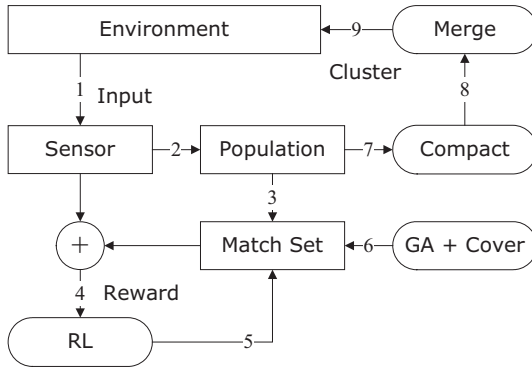 Environment
9
Merge
Cluster
1
Input
8
Sensor
2
Population
7
Compact
3
+
Match Set
6
GA + Cover
4
Reward
RL
5